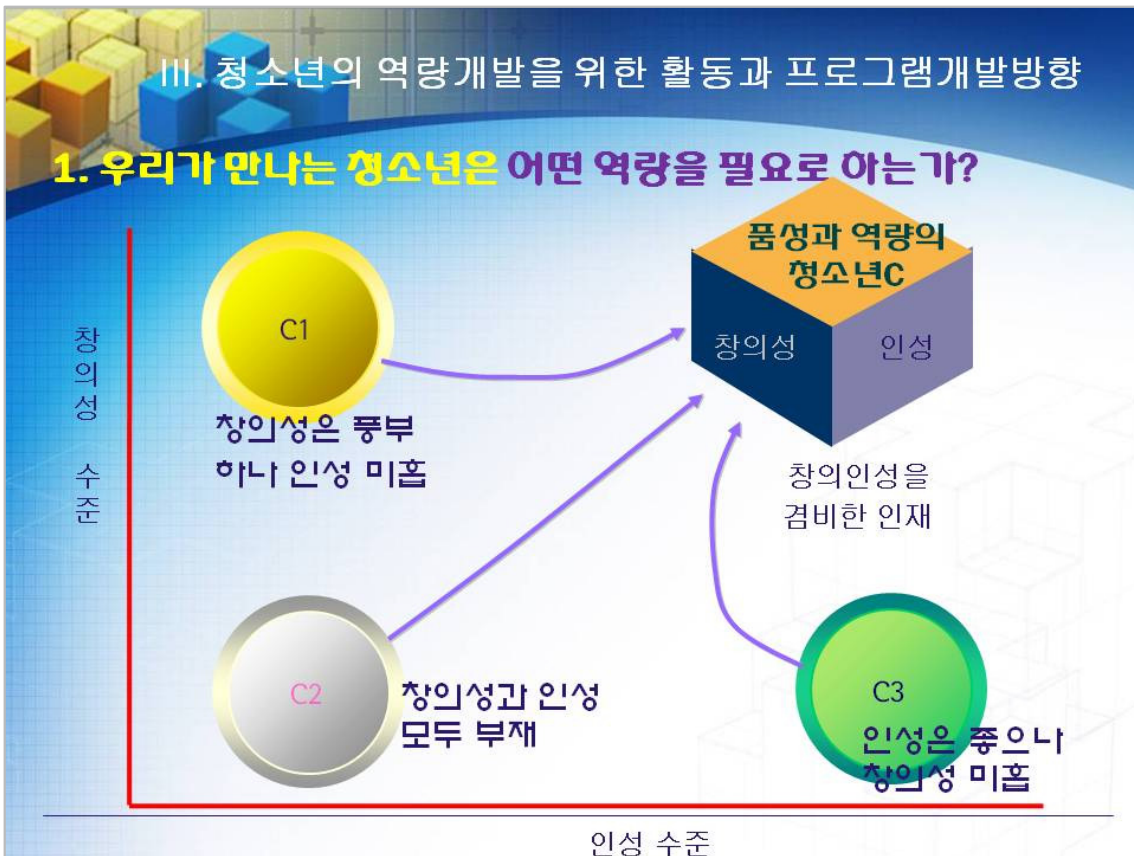 III. 청소년의 역량개발을 위한 활동과 프로그램개발방향
1. 우리가 만나는 청소년은 어떤 역량을 필요로 하는가?
창의성 수준
C1
창의성은 풍부
하나 인성 미흡
품성과 역량의
청소년C
창의성
인성
창의인성을
겸비한 인재
C2
창의성과 인성
모두 부재
C3
인성은 좋으나
창의성 미흡
인성 수준